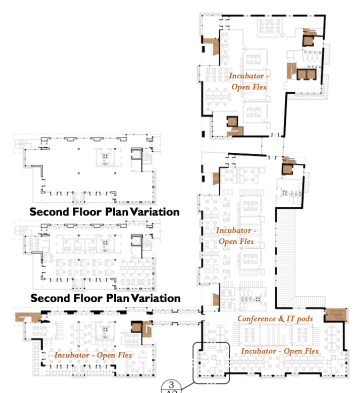 Incubator -
Open Flex
Second Floor Plan Variation
Incubator -
Open Flex
Second Floor Plan Variation
Conference & IT pods
Incubator - Open Flex
Incubator - Open Flex
3